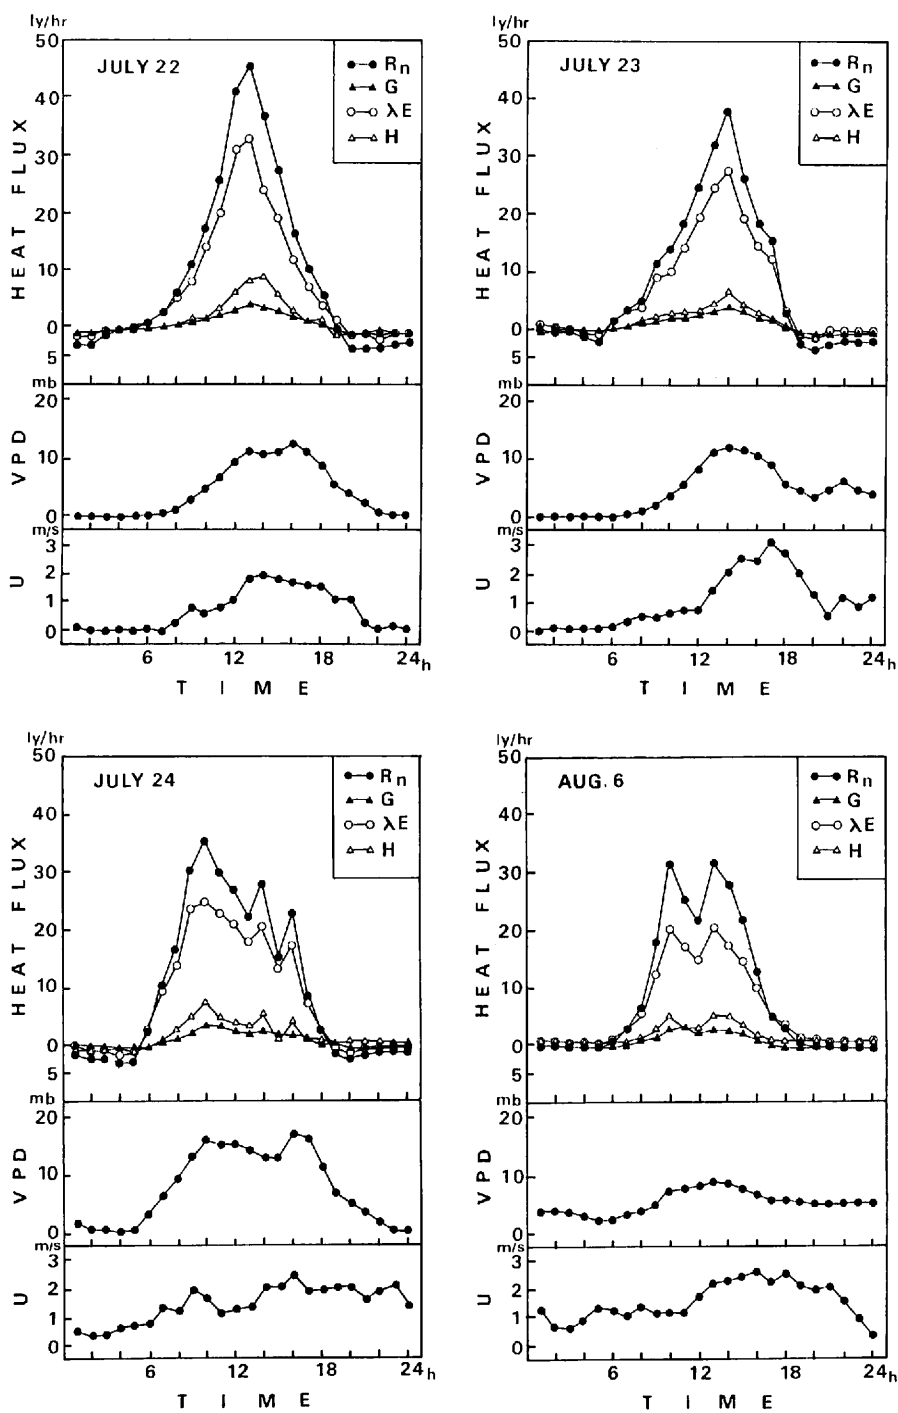 ly/hr
50
JULY 22
Rn
G
λE
H
40
30
20
10
0
5
HEAT FLUX
mb
20
10
0
VPD
m/s
3
2
1
0
U
6 12 18 24h
TIME
ly/hr
50
JULY 23
Rn
G
λE
H
40
30
20
10
0
5
HEAT FLUX
mb
20
10
0
VPD
m/s
3
2
1
0
U
6 12 18 24h
TIME
ly/hr
50
JULY 24
Rn
G
λE
H
40
30
20
10
0
5
HEAT FLUX
mb
20
10
0
VPD
m/s
3
2
1
0
U
6 12 18 24h
TIME
ly/hr
50
AUG. 6
Rn
G
λE
H
40
30
20
10
0
5
HEAT FLUX
mb
20
10
0
VPD
m/s
3
2
1
0
U
6 12 18 24h
TIME